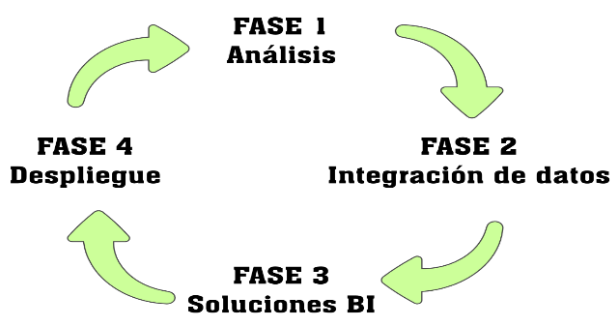 FASE 1
Análisis
FASE 2
Integración de datos
FASE 3
Soluciones BI
FASE 4
Despliegue